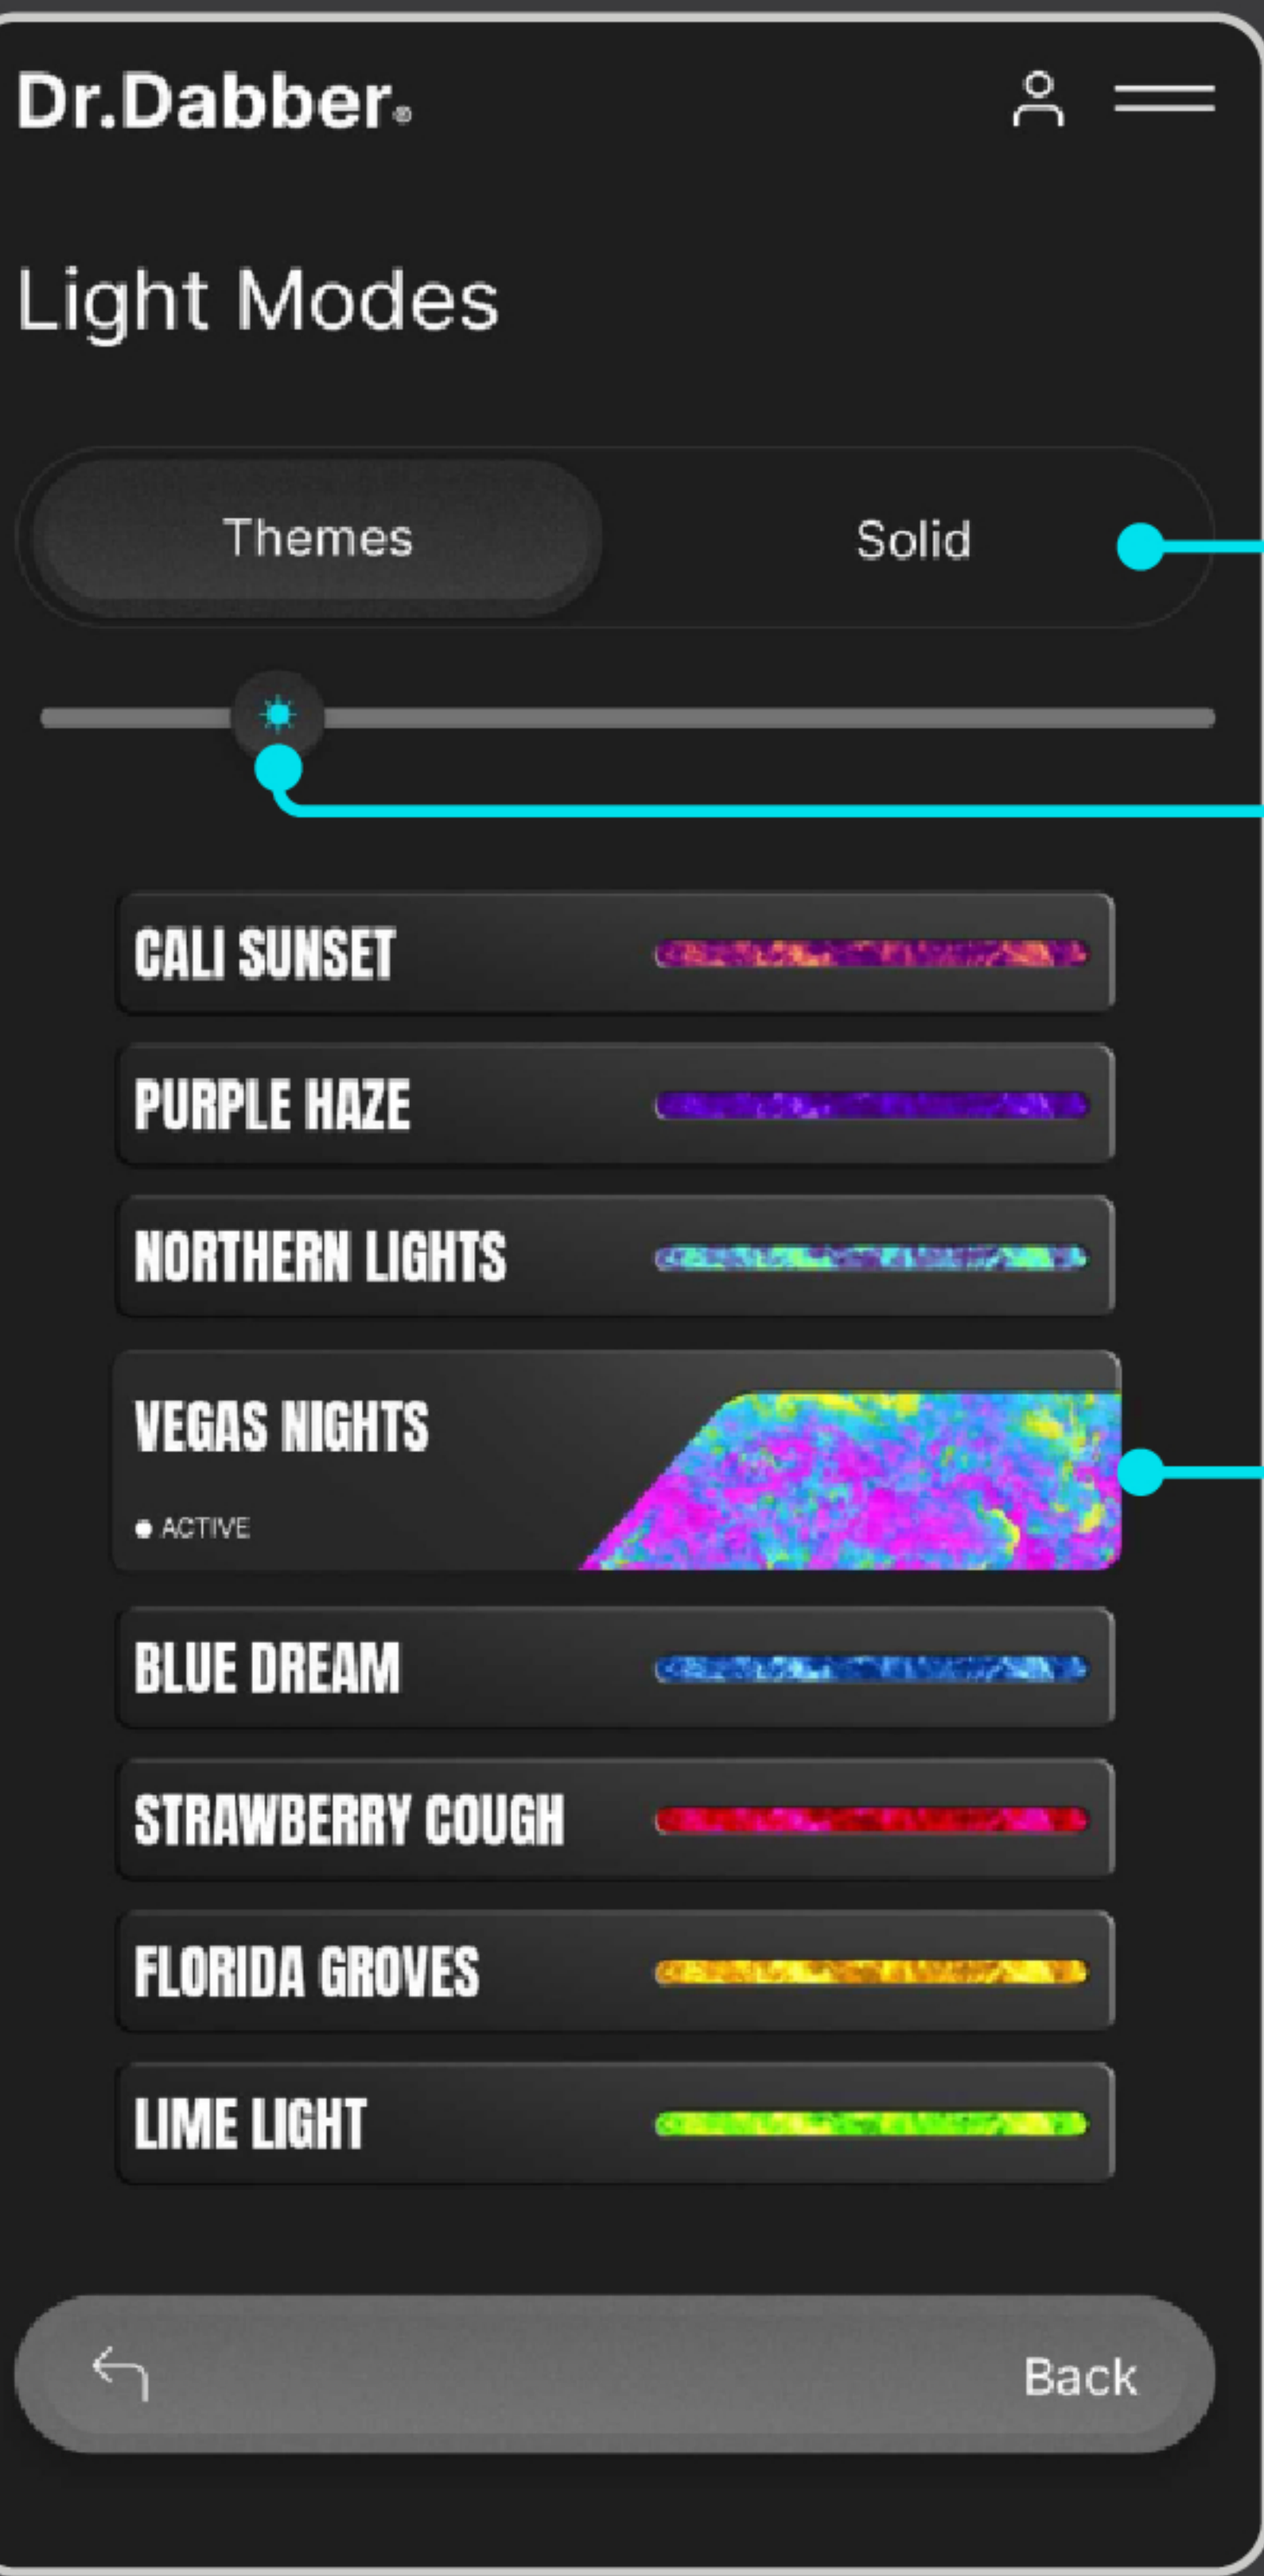 Dr.Dabber®
Light Modes
Themes
Solid
CALI SUNSET
PURPLE HAZE
NORTHERN LIGHTS
VEGAS NIGHTS
ACTIVE
BLUE DREAM
STRAWBERRY COUGH
FLORIDA GROVES
LIME LIGHT
Back